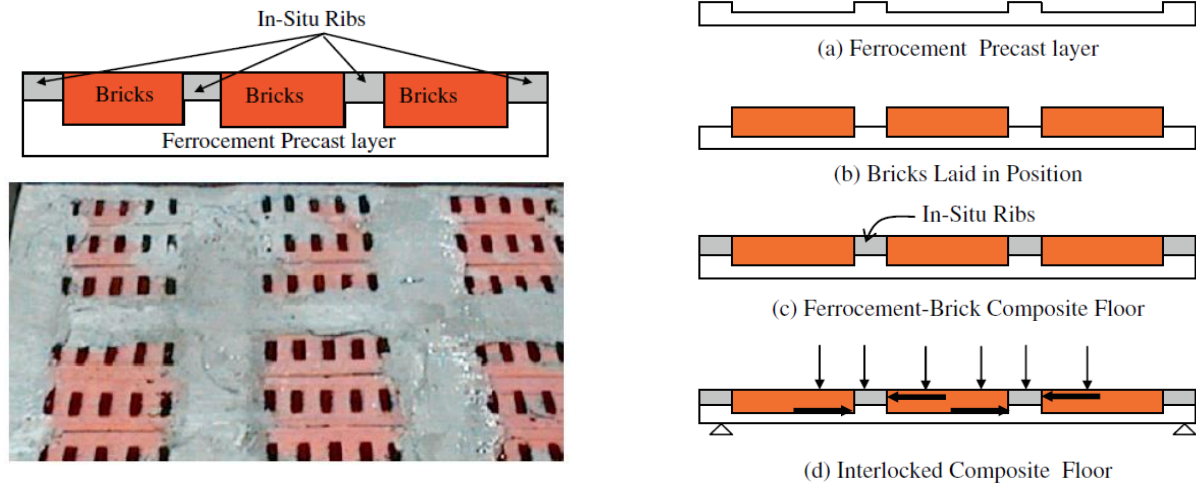 In-Situ Ribs
Bricks Bricks Bricks
Ferrocement Precast layer
(a) Ferrocement Precast layer
(b) Bricks Laid in Position
In-Situ Ribs
(c) Ferrocement-Brick Composite Floor
(d) Interlocked Composite Floor